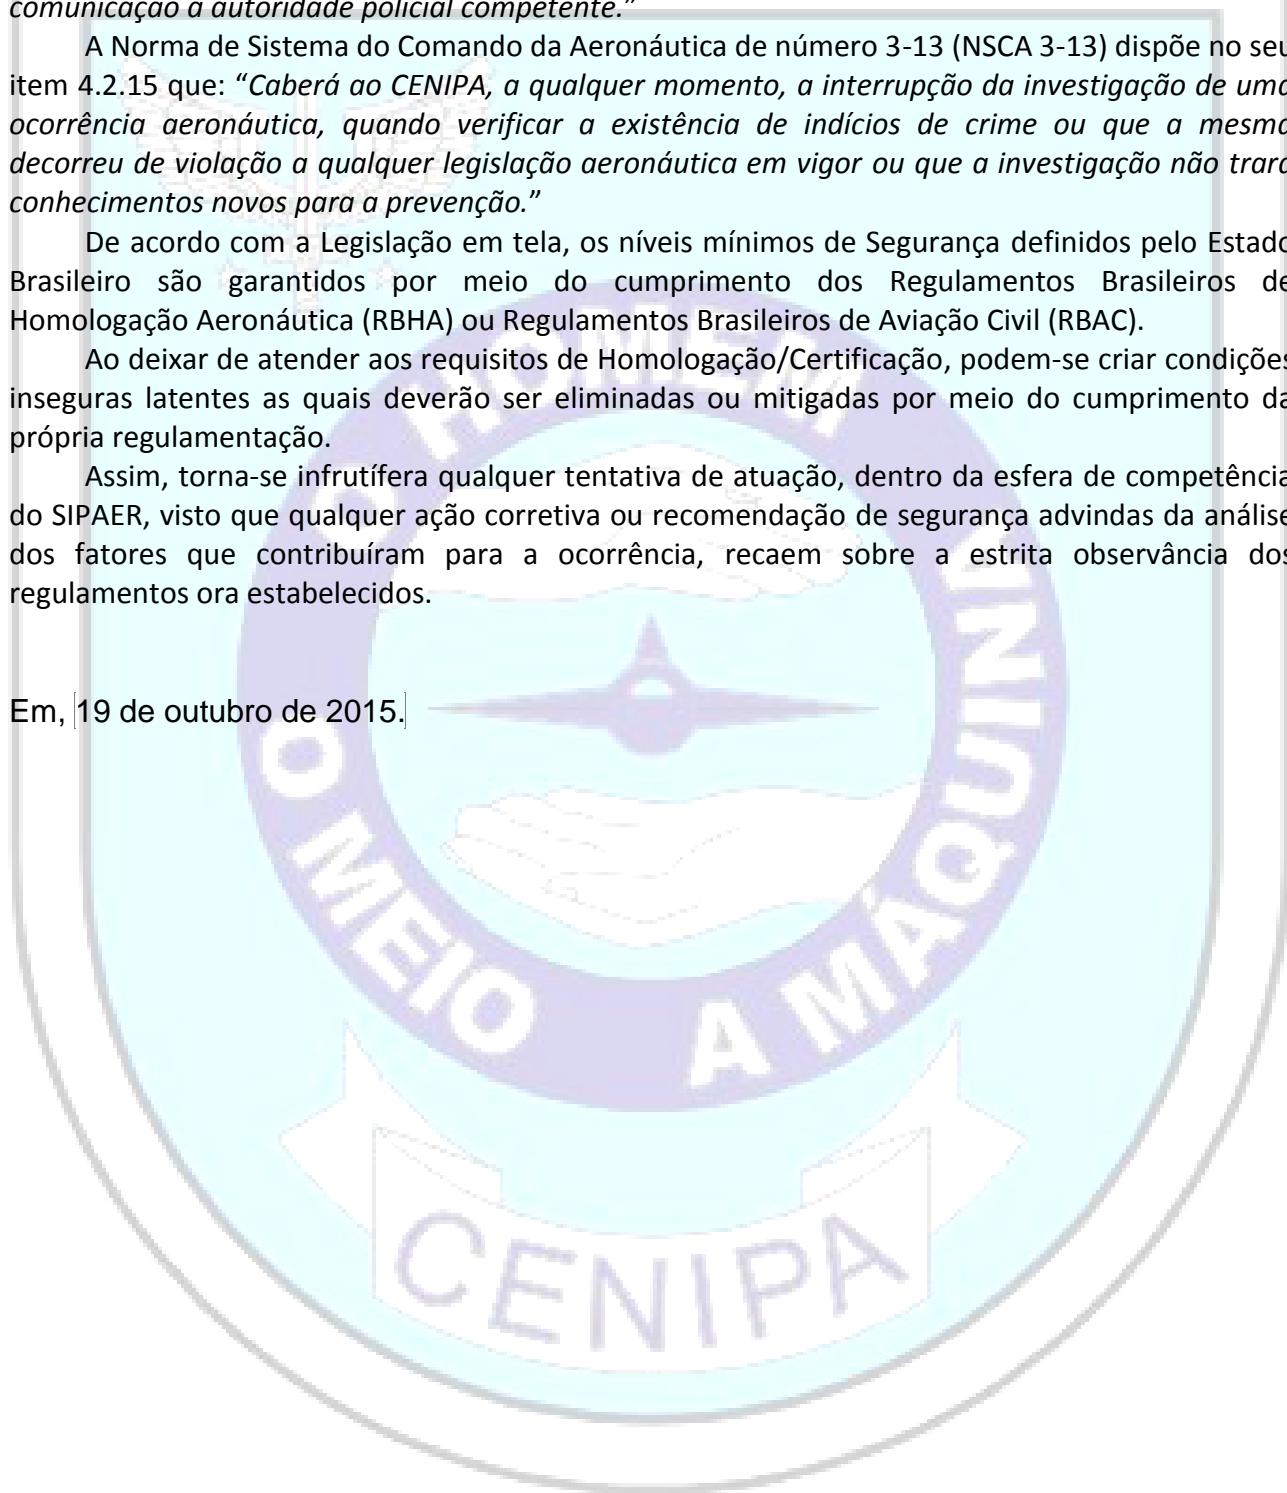 comunicação à autoridade policial competente."
A Norma de Sistema do Comando da Aeronáutica de número 3-13 (NSCA 3-13) dispõe no seu
item 4.2.15 que: "Caberá ao CENIPA, a qualquer momento, a interrupção da investigação de uma
ocorrência aeronáutica, quando verificar a existência de indícios de crime ou que a mesma
decorreu de violação a qualquer legislação aeronáutica em vigor ou que a investigação não trará
conhecimentos novos para a prevenção."
De acordo com a Legislação em tela, os níveis mínimos de Segurança definidos pelo Estado
Brasileiro são garantidos por meio do cumprimento dos Regulamentos Brasileiros de
Homologação Aeronáutica (RBHA) ou Regulamentos Brasileiros de Aviação Civil (RBAC).
Ao deixar de atender aos requisitos de Homologação/Certificação, podem-se criar condições
inseguras latentes as quais deverão ser eliminadas ou mitigadas por meio do cumprimento da
própria regulamentação.
Assim, torna-se infrutífera qualquer tentativa de atuação, dentro da esfera de competência
do SIPAER, visto que qualquer ação corretiva ou recomendação de segurança advindas da análise
dos fatores que contribuíram para a ocorrência, recaem sobre a estrita observância dos
regulamentos ora estabelecidos.
Em, 19 de outubro de 2015.
O HOMEM
O MEIO
A MÁQUINA
CENIPA